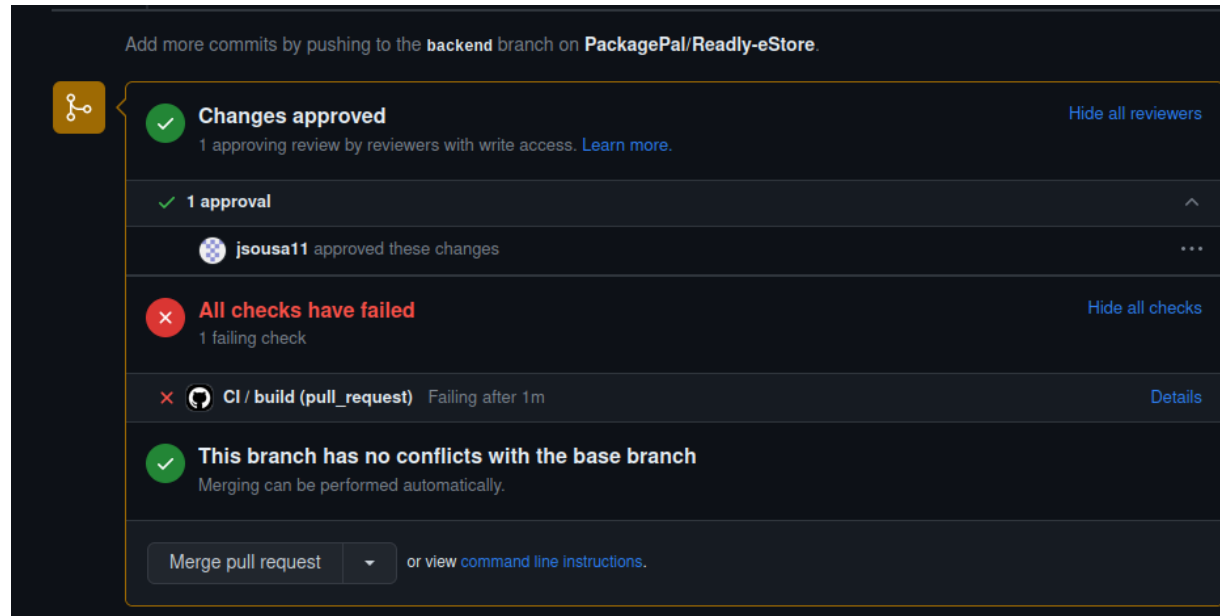 Add more commits by pushing to the backend branch on PackagePal/Readly-eStore.
Changes approved
Hide all reviewers
1 approving review by reviewers with write access. Learn more.
1 approval
jsousa11 approved these changes
All checks have failed
Hide all checks
1 failing check
CI / build (pull_request) Failing after 1m
Details
This branch has no conflicts with the base branch
Merging can be performed automatically.
Merge pull request
or view command line instructions.